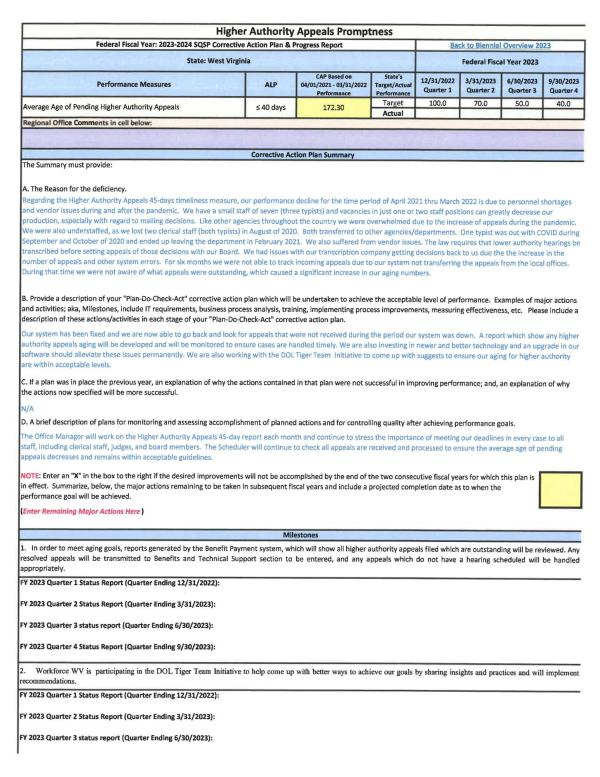 Higher Authority Appeals Promptness
Federal Fiscal Year: 2023-2024 SQSP Corrective Action Plan & Progress Report
Back to Biennial Overview 2023
State: West Virginia
Federal Fiscal Year 2023
Performance Measures
ALP
CAP Based on
04/01/2021 - 03/31/2022
Performance
State's
Target/Actual
Performance
12/31/2022
Quarter 1
3/31/2023
Quarter 2
6/30/2023
Quarter 3
9/30/2023
Quarter 4
Average Age of Pending Higher Authority Appeals
≤ 40 days
172.30
Target
100.0
70.0
50.0
40.0
Actual
Regional Office Comments in cell below:
Corrective Action Plan Summary
The Summary must provide:
A. The Reason for the deficiency.
Regarding the Higher Authority Appeals 45-days timeliness measure, our performance decline for the time period of April 2021 thru March 2022 is due to personnel shortages
and vendor issues during and after the pandemic. We have a small staff of seven (three typists) and vacancies in just one or two staff positions can greatly decrease our
production, especially with regard to mailing decisions. Like other agencies throughout the country we were overwhelmed due to the increase of appeals during the pandemic.
We were also understaffed, as we lost two clerical staff (both typists) in August of 2020. Both transferred to other agencies/departments. One typist was out with COVID during
September and October of 2020 and ended up leaving the department in February 2021. We also suffered from vendor issues. The law requires that lower authority hearings be
transcribed before setting appeals of those decisions with our Board. We had issues with our transcription company getting decisions back to us due the the increase in the
number of appeals and other system errors. For six months we were not able to track incoming appeals due to our system not transferring the appeals from the local offices.
During that time we were not aware of what appeals were outstanding, which caused a significant increase in our aging numbers.
B. Provide a description of your "Plan-Do-Check-Act" corrective action plan which will be undertaken to achieve the acceptable level of performance. Examples of major actions
and activities; aka, Milestones, include IT requirements, business process analysis, training, implementing process improvements, measuring effectiveness, etc. Please include a
description of these actions/activities in each stage of your "Plan-Do-Check-Act" corrective action plan.
Our system has been fixed and we are now able to go back and look for appeals that were not received during the period our system was down. A report which show any higher
authority appeals aging will be developed and will be monitored to ensure cases are handled timely. We are also investing in newer and better technology and an upgrade in our
software should alleviate these issues permanently. We are also working with the DOL Tiger Team Initiative to come up with suggests to ensure our aging for higher authority
are within acceptable levels.
C. If a plan was in place the previous year, an explanation of why the actions contained in that plan were not successful in improving performance; and, an explanation of why
the actions now specified will be more successful.
N/A
D. A brief description of plans for monitoring and assessing accomplishment of planned actions and for controlling quality after achieving performance goals.
The Office Manager will work on the Higher Authority Appeals 45-day report each month and continue to stress the importance of meeting our deadlines in every case to all
staff, including clerical staff, judges, and board members. The Scheduler will continue to check all appeals are received and processed to ensure the average age of pending
appeals decreases and remains within acceptable guidelines.
NOTE: Enter an "X" in the box to the right if the desired improvements will not be accomplished by the end of the two consecutive fiscal years for which this plan is
in effect. Summarize, below, the major actions remaining to be taken in subsequent fiscal years and include a projected completion date as to when the
performance goal will be achieved.
(Enter Remaining Major Actions Here )
Milestones
1. In order to meet aging goals, reports generated by the Benefit Payment system, which will show all higher authority appeals filed which are outstanding will be reviewed. Any
resolved appeals will be transmitted to Benefits and Technical Support section to be entered, and any appeals which do not have a hearing scheduled will be handled
appropriately.
FY 2023 Quarter 1 Status Report (Quarter Ending 12/31/2022):
FY 2023 Quarter 2 Status Report (Quarter Ending 3/31/2023):
FY 2023 Quarter 3 status report (Quarter Ending 6/30/2023):
FY 2023 Quarter 4 Status Report (Quarter Ending 9/30/2023):
2. Workforce WV is participating in the DOL Tiger Team Initiative to help come up with better ways to achieve our goals by sharing insights and practices and will implement
recommendations.
FY 2023 Quarter 1 Status Report (Quarter Ending 12/31/2022):
FY 2023 Quarter 2 Status Report (Quarter Ending 3/31/2023):
FY 2023 Quarter 3 status report (Quarter Ending 6/30/2023):